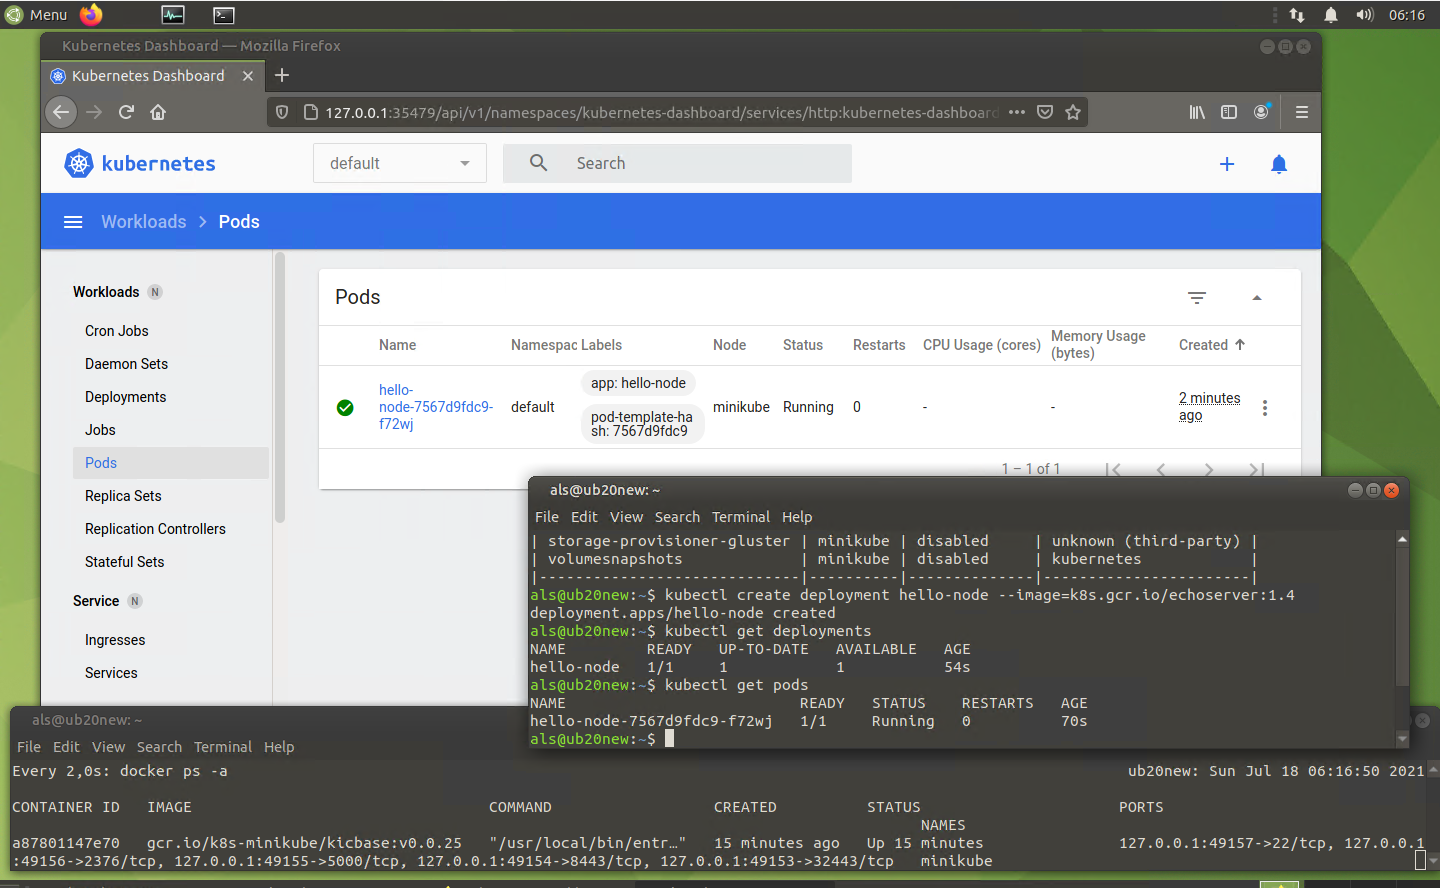 Menu
06:16
Kubernetes Dashboard — Mozilla Firefox
Kubernetes Dashboard
127.0.0.1:35479/api/v1/namespaces/kubernetes-dashboard/services/http:kubernetes-dashboard
kubernetes
default
Search
Workloads
Pods
Workloads N
Cron Jobs
Daemon Sets
Deployments
Jobs
Pods
Replica Sets
Replication Controllers
Stateful Sets
Service N
Ingresses
Services
Pods
Name Namespac Labels Node Status Restarts CPU Usage (cores) Memory Usage (bytes) Created
hello-
node-7567d9fdc9-
f72wj
default
app: hello-node
pod-template-ha
sh: 7567d9fdc9
minikube
Running
0
-
-
2 minutes
ago
1 – 1 of 1
als@ub20new: ~
File Edit View Search Terminal Help
| storage-provisioner-gluster | minikube | disabled     | unknown (third-party) |
| volumesnapshots             | minikube | disabled     | kubernetes            |
|-----------------------------|----------|--------------|-----------------------|
als@ub20new:~$ kubectl create deployment hello-node --image=k8s.gcr.io/echoserver:1.4
deployment.apps/hello-node created
als@ub20new:~$ kubectl get deployments
NAME         READY   UP-TO-DATE   AVAILABLE   AGE
hello-node   1/1     1            1           54s
als@ub20new:~$ kubectl get pods
NAME                          READY   STATUS    RESTARTS   AGE
hello-node-7567d9fdc9-f72wj   1/1     Running   0          70s
als@ub20new:~$
als@ub20new: ~
File Edit View Search Terminal Help
Every 2,0s: docker ps -a     ub20new: Sun Jul 18 06:16:50 2021
CONTAINER ID   IMAGE   COMMAND   CREATED   STATUS   PORTS
NAMES
a87801147e70   gcr.io/k8s-minikube/kicbase:v0.0.25   "/usr/local/bin/entr…"   15 minutes ago   Up 15 minutes   127.0.0.1:49157->22/tcp, 127.0.0.1
:49156->2376/tcp, 127.0.0.1:49155->5000/tcp, 127.0.0.1:49154->8443/tcp, 127.0.0.1:49153->32443/tcp   minikube